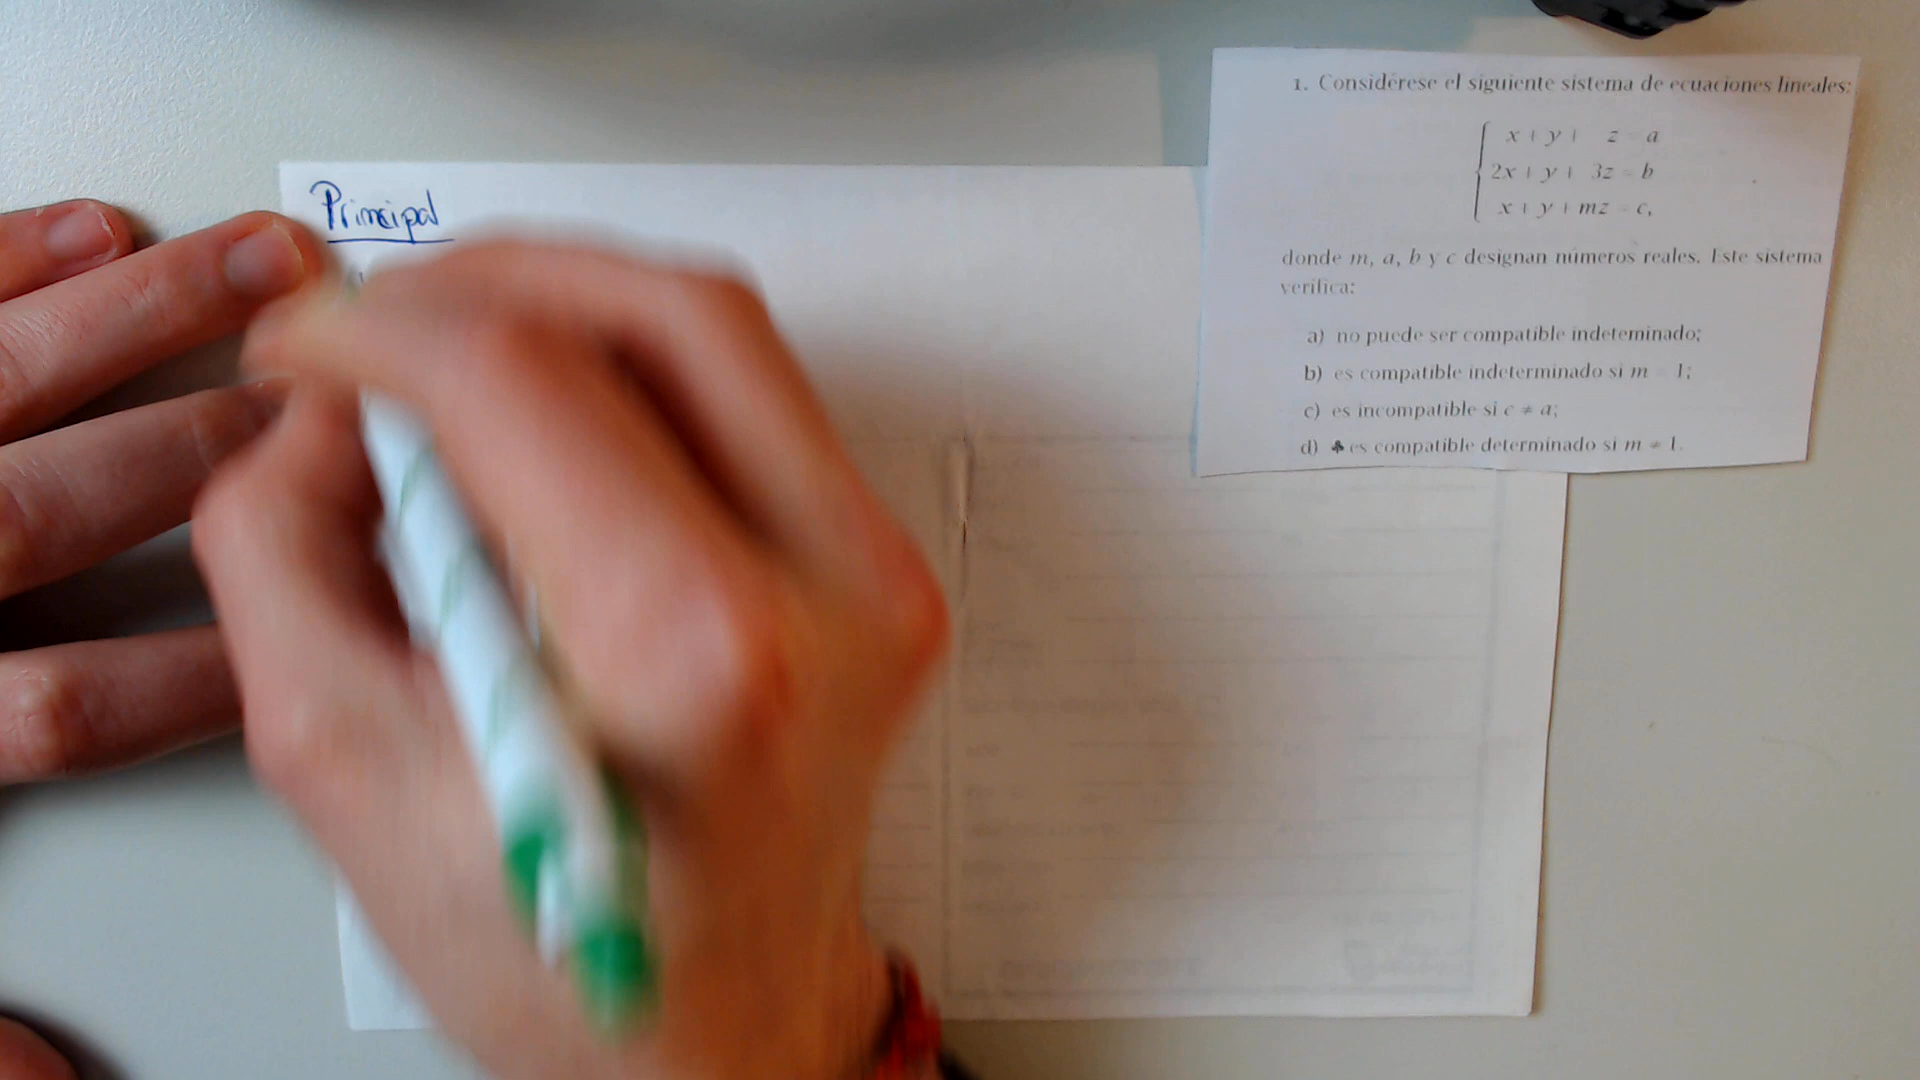 Principal
1. Considérese el siguiente sistema de ecuaciones lineales:
x + y + z = a
2x + y + 3z = b
x + y + mz = c,
donde m, a, b y c designan números reales. Este sistema
verifica:
a) no puede ser compatible indeteminado;
b) es compatible indeterminado si m = 1;
c) es incompatible si c ≠ a;
d) ♣ es compatible determinado si m ≠ 1.